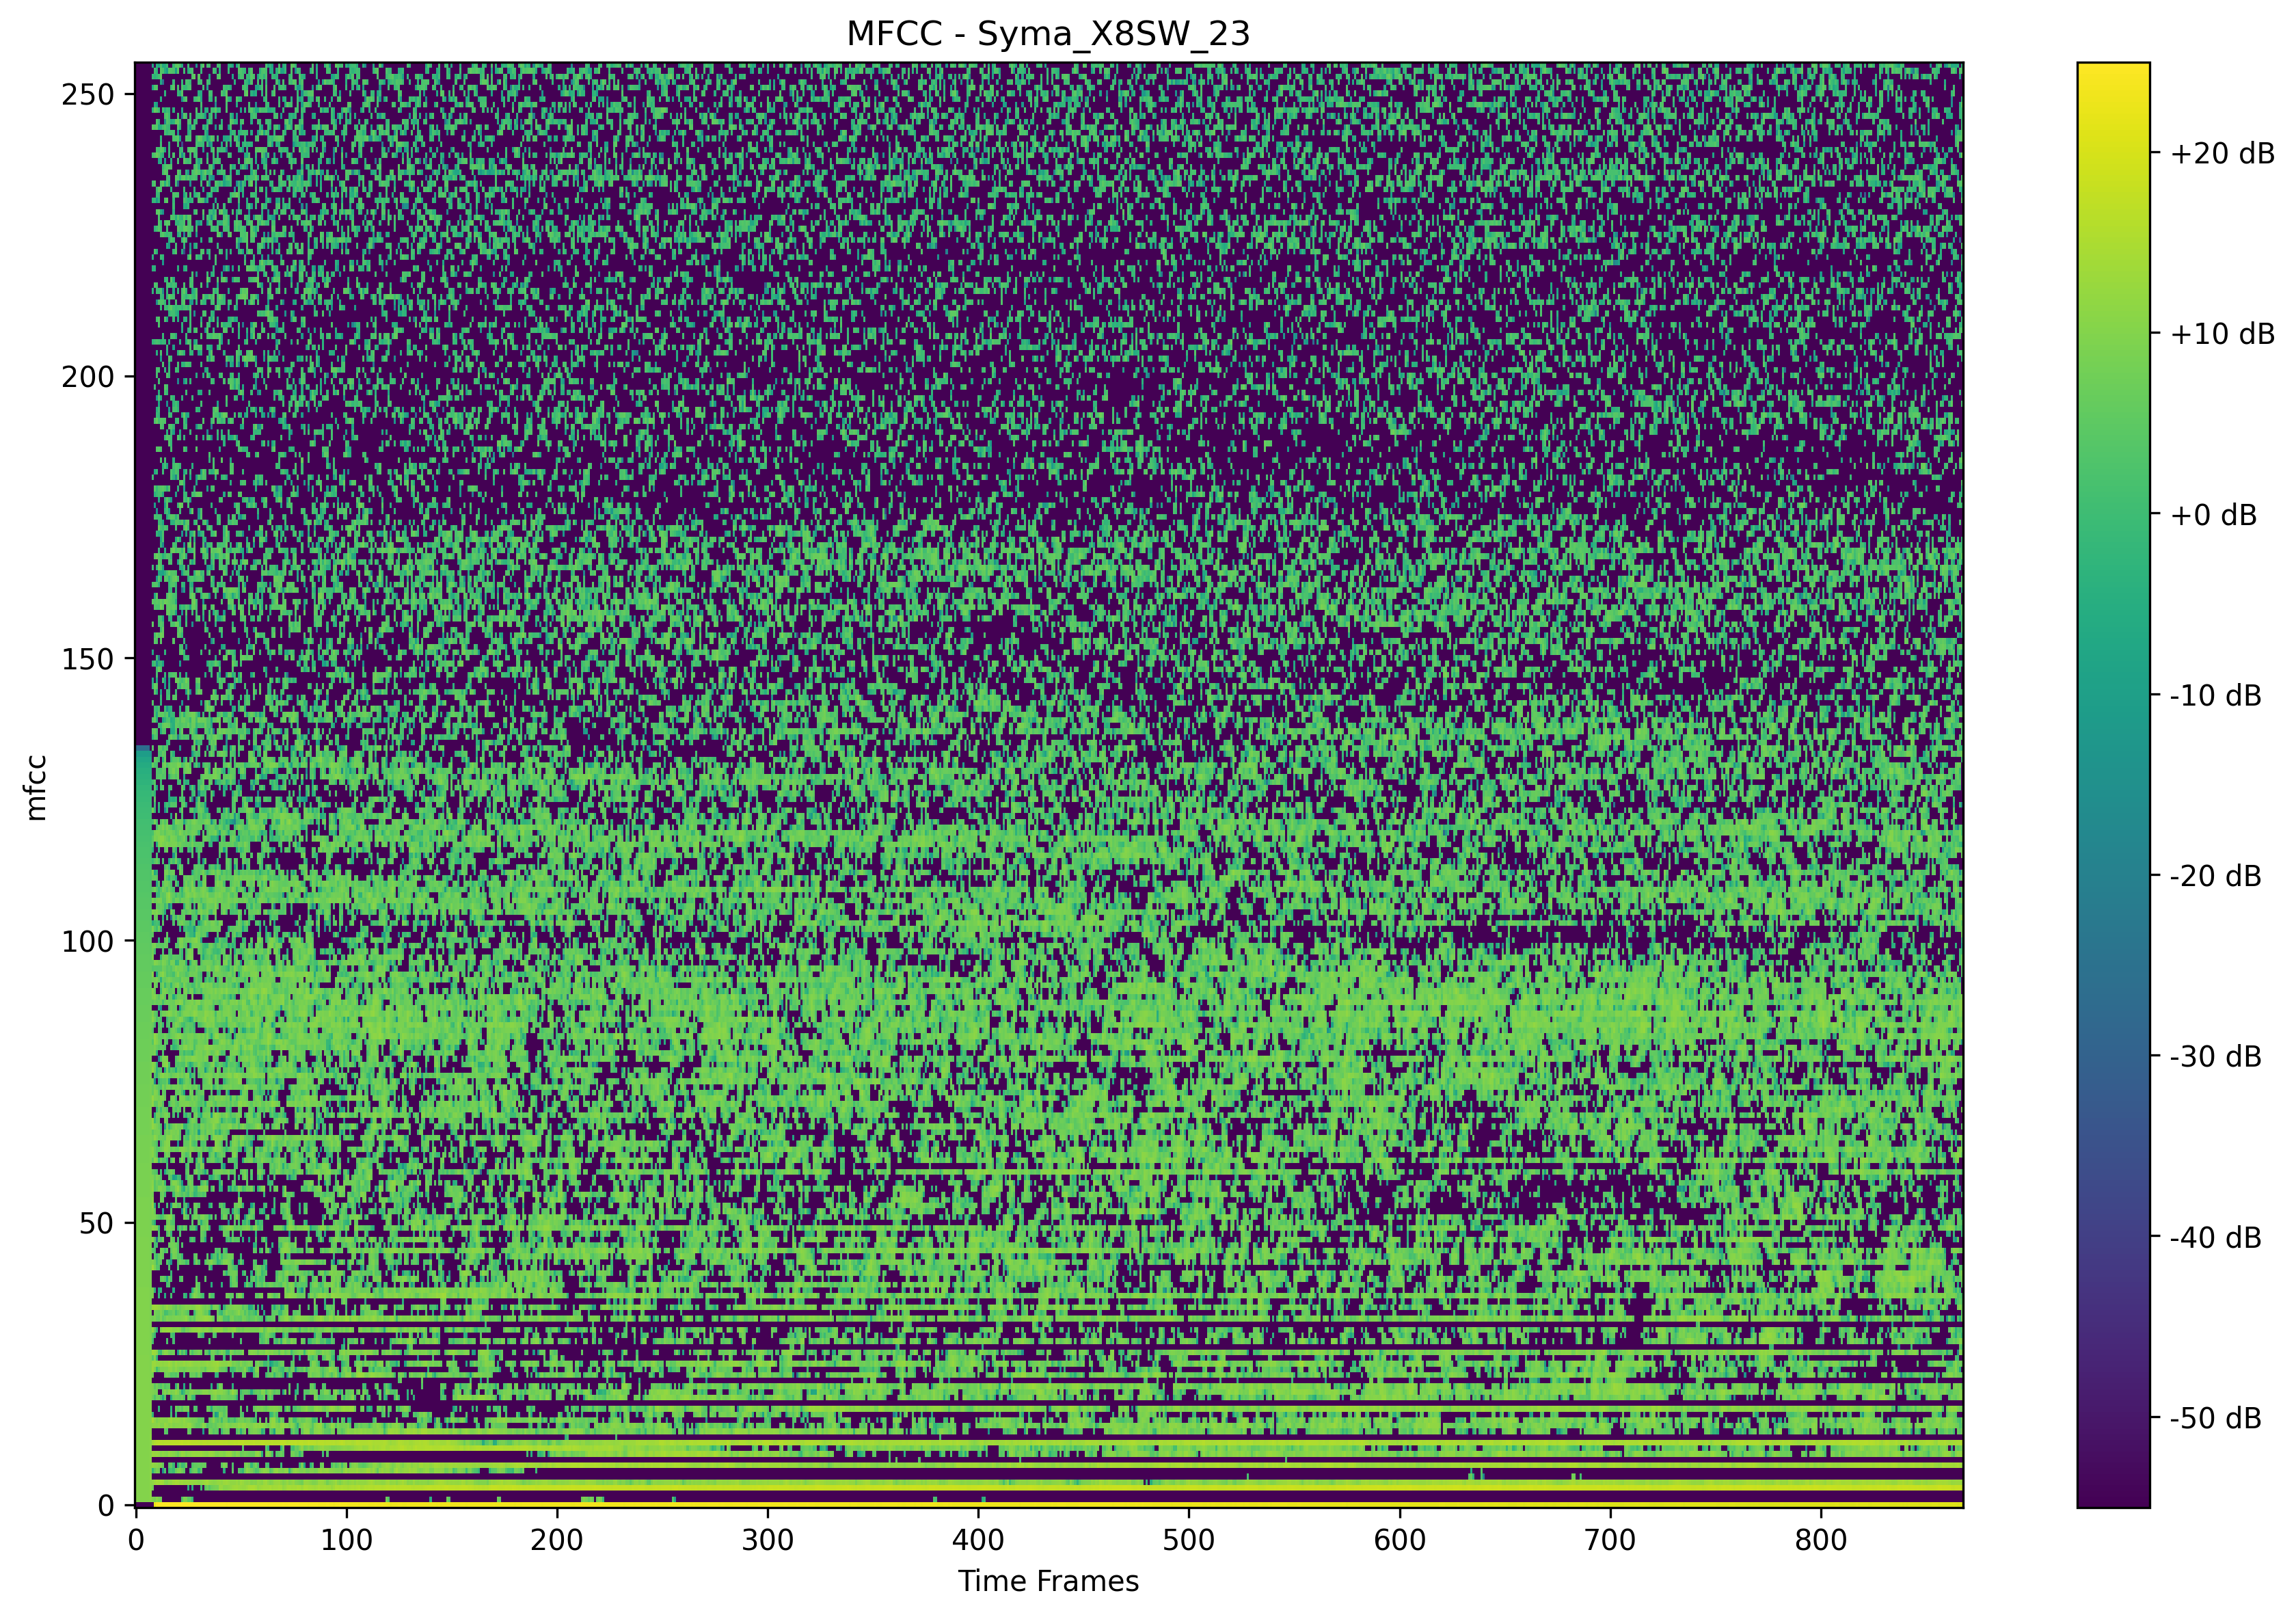 MFCC - Syma_X8SW_23
mfcc
250
200
150
100
50
0
0 100 200 300 400 500 600 700 800
Time Frames
+20 dB
+10 dB
+0 dB
-10 dB
-20 dB
-30 dB
-40 dB
-50 dB